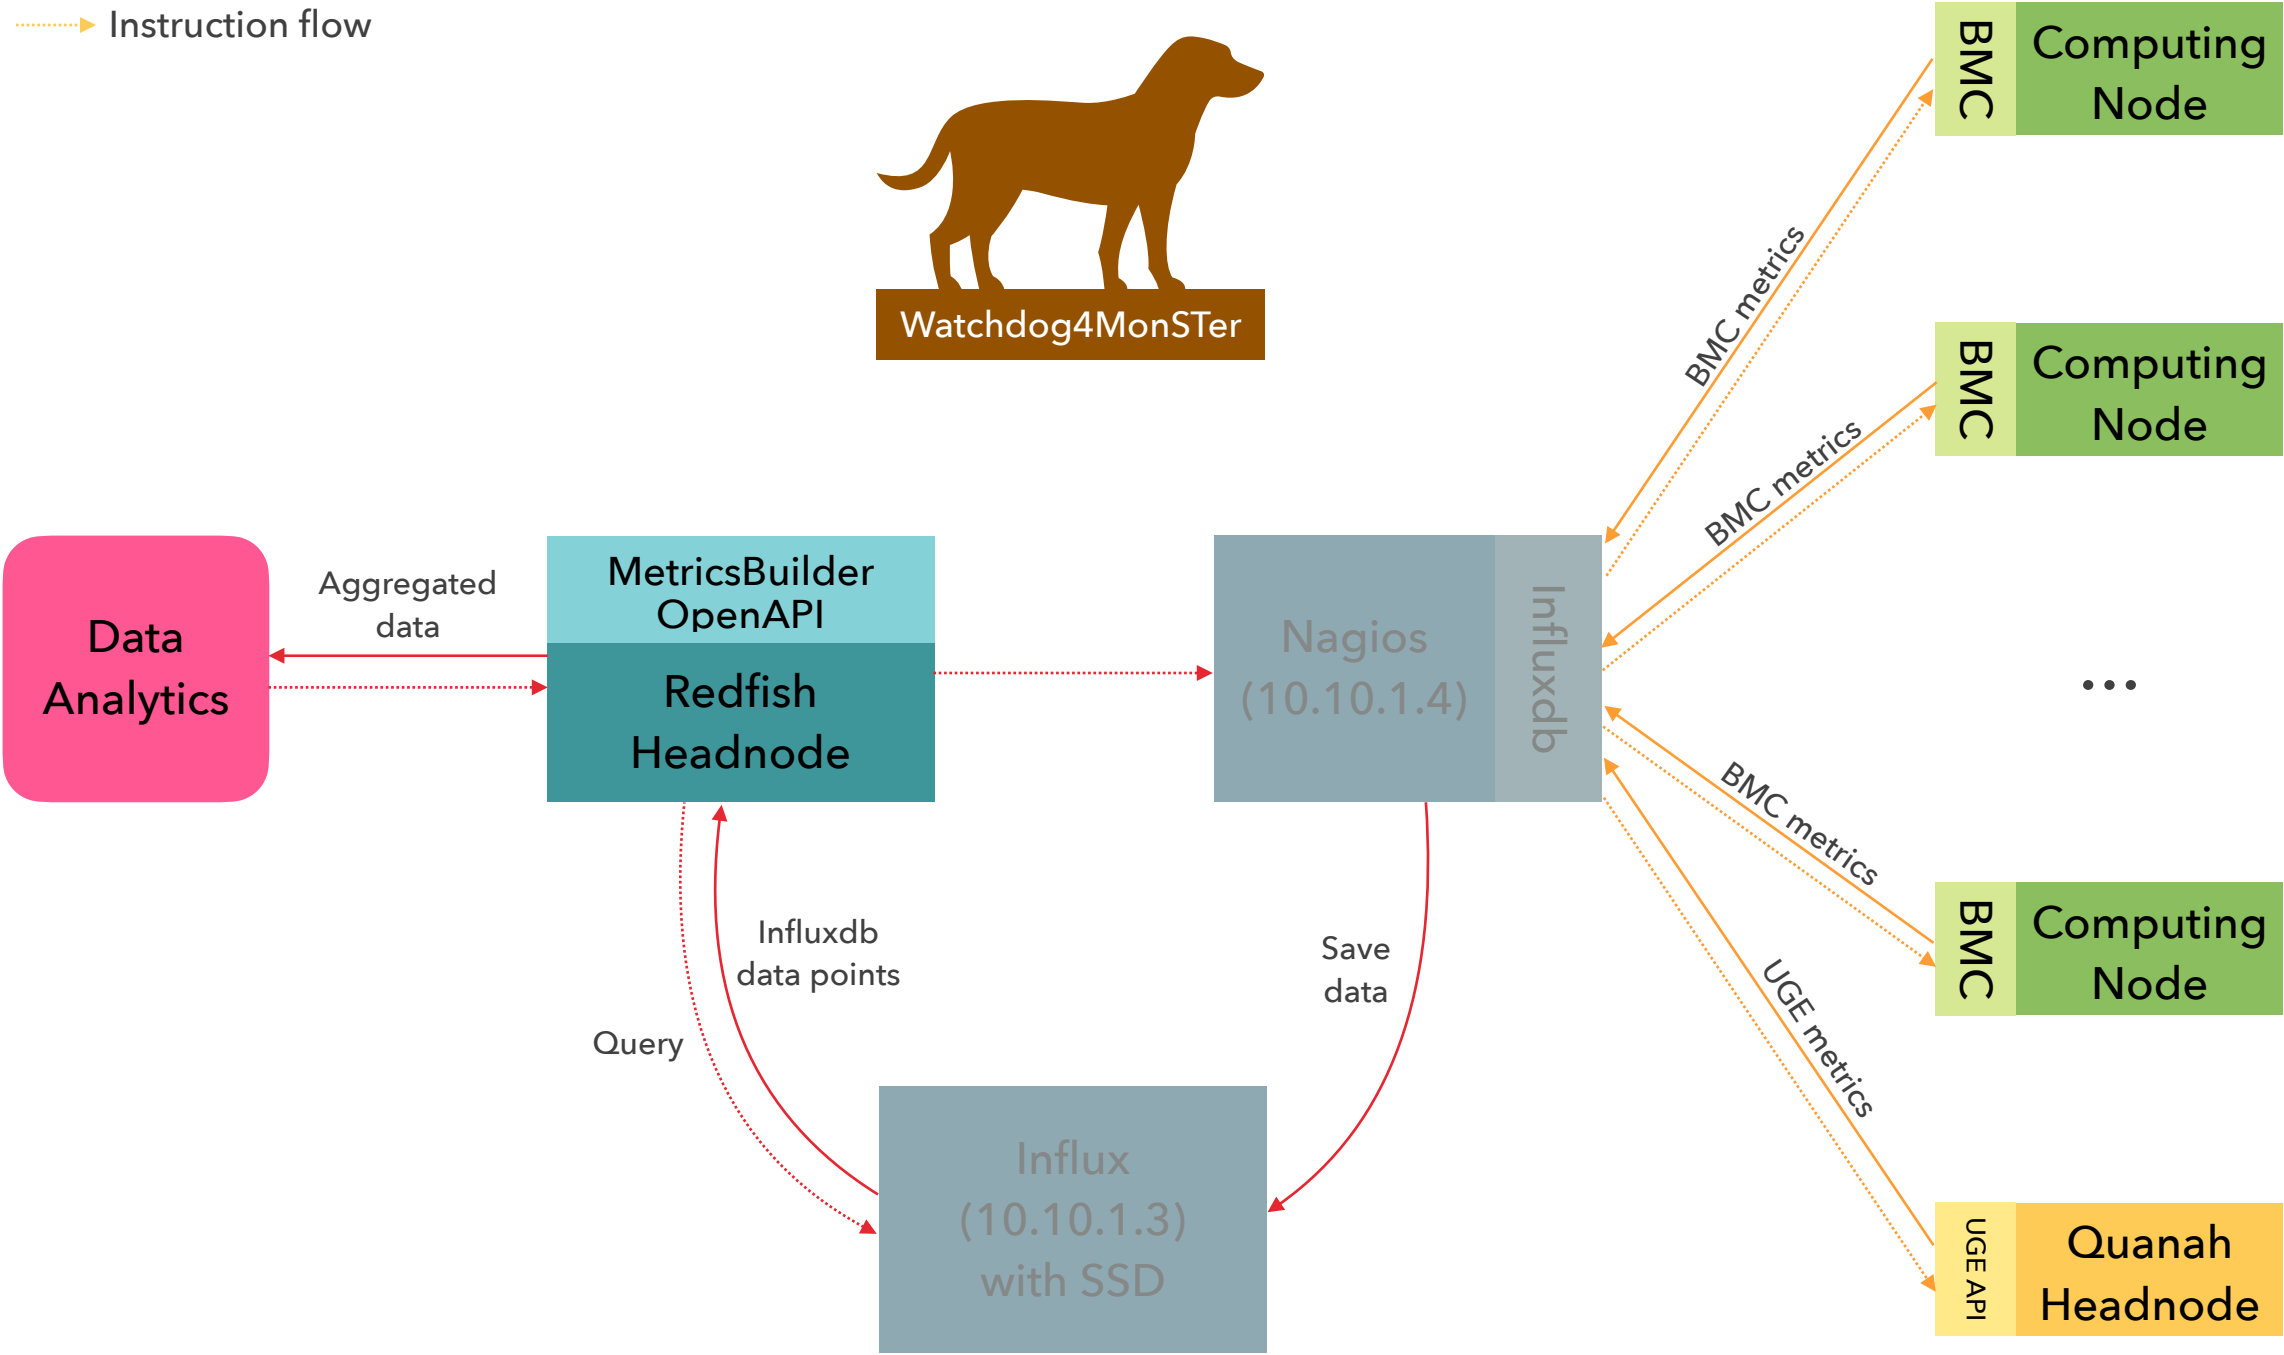 Instruction flow
Watchdog4MonSTer
BMC
Computing
Node
BMC metrics
BMC
Computing
Node
BMC metrics
Data
Analytics
Aggregated
data
MetricsBuilder
OpenAPI
Redfish
Headnode
Nagios
(10.10.1.4)
Influxdb
...
BMC metrics
BMC
Computing
Node
Influxdb
data points
Query
Save
data
UGE metrics
Influx
(10.10.1.3)
with SSD
UGE API
Quanah
Headnode